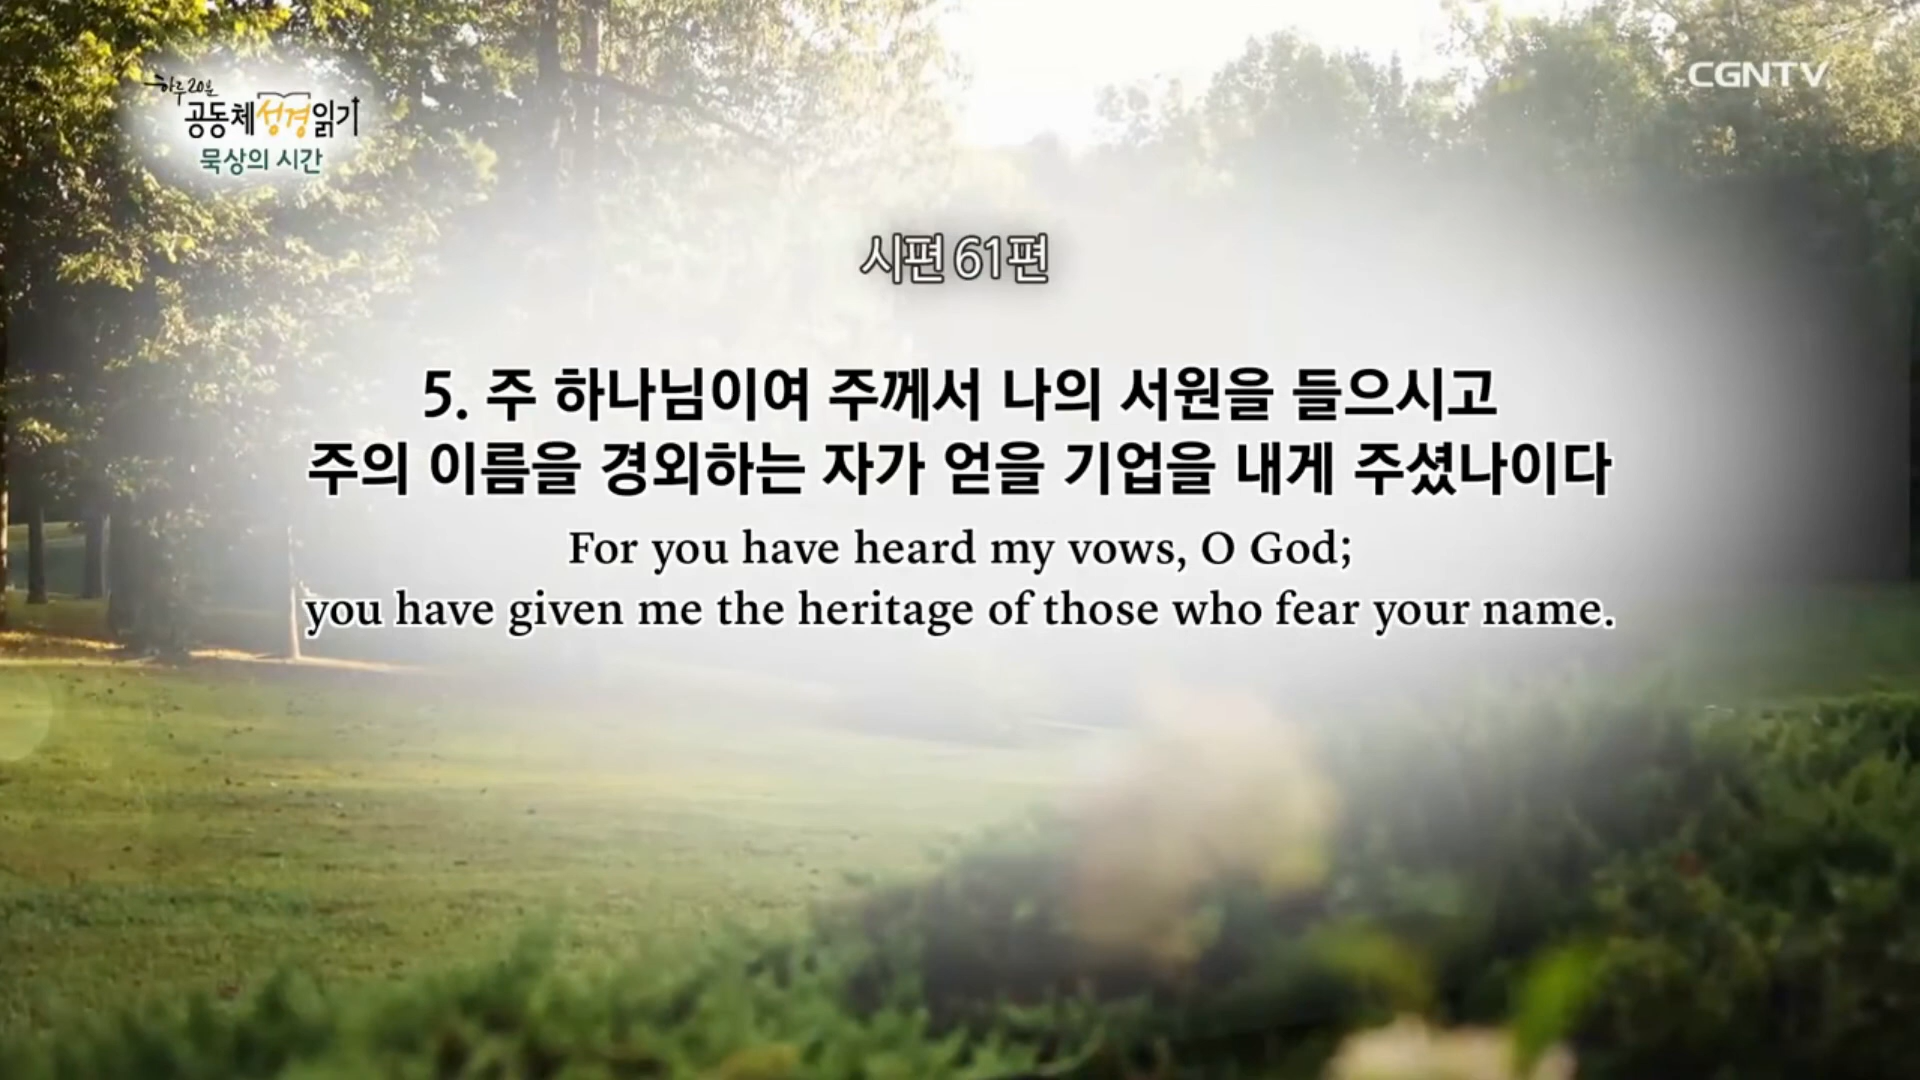 하루 20분
공동체성경읽기
묵상의 시간
CGNTV
시편 61편
5. 주 하나님이여 주께서 나의 서원을 들으시고
주의 이름을 경외하는 자가 얻을 기업을 내게 주셨나이다
For you have heard my vows, O God;
you have given me the heritage of those who fear your name.